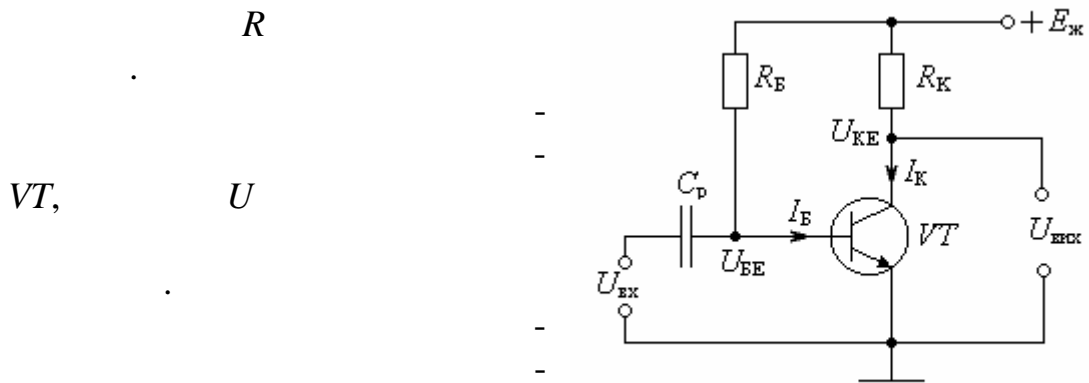 R
.
-
-
VT, U
.
-
-
+ E_ж
R_Б
R_К
U_КЕ
I_К
C_р
I_Б
VT
U_вих
U_БЕ
U_вх